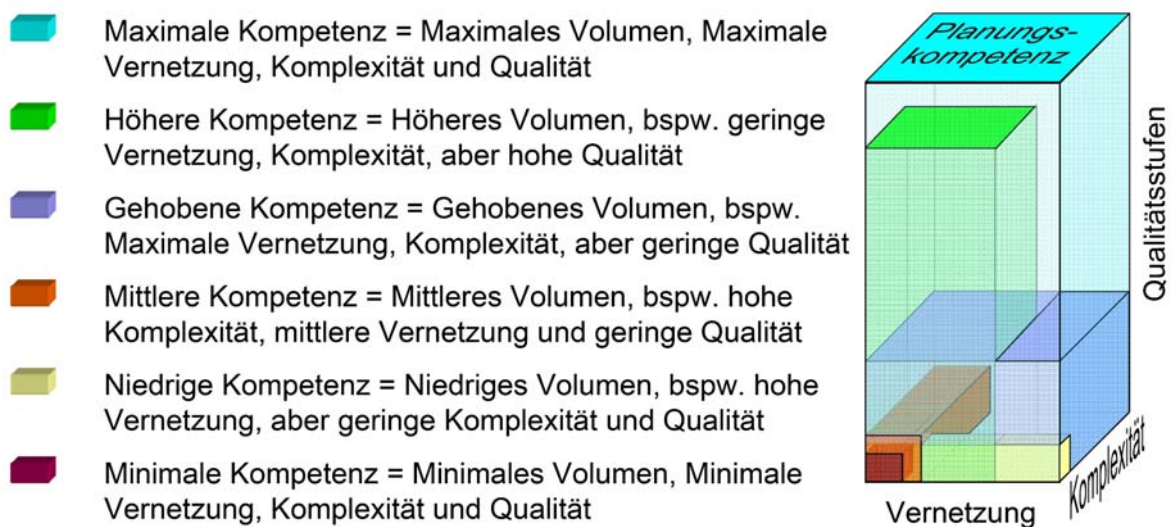 Maximale Kompetenz = Maximales Volumen, Maximale
Vernetzung, Komplexität und Qualität
Höhere Kompetenz = Höheres Volumen, bspw. geringe
Vernetzung, Komplexität, aber hohe Qualität
Gehobene Kompetenz = Gehobenes Volumen, bspw.
Maximale Vernetzung, Komplexität, aber geringe Qualität
Mittlere Kompetenz = Mittleres Volumen, bspw. hohe
Komplexität, mittlere Vernetzung und geringe Qualität
Niedrige Kompetenz = Niedriges Volumen, bspw. hohe
Vernetzung, aber geringe Komplexität und Qualität
Minimale Kompetenz = Minimales Volumen, Minimale
Vernetzung, Komplexität und Qualität
Planungs-
kompetenz
Qualitätsstufen
Komplexität
Vernetzung